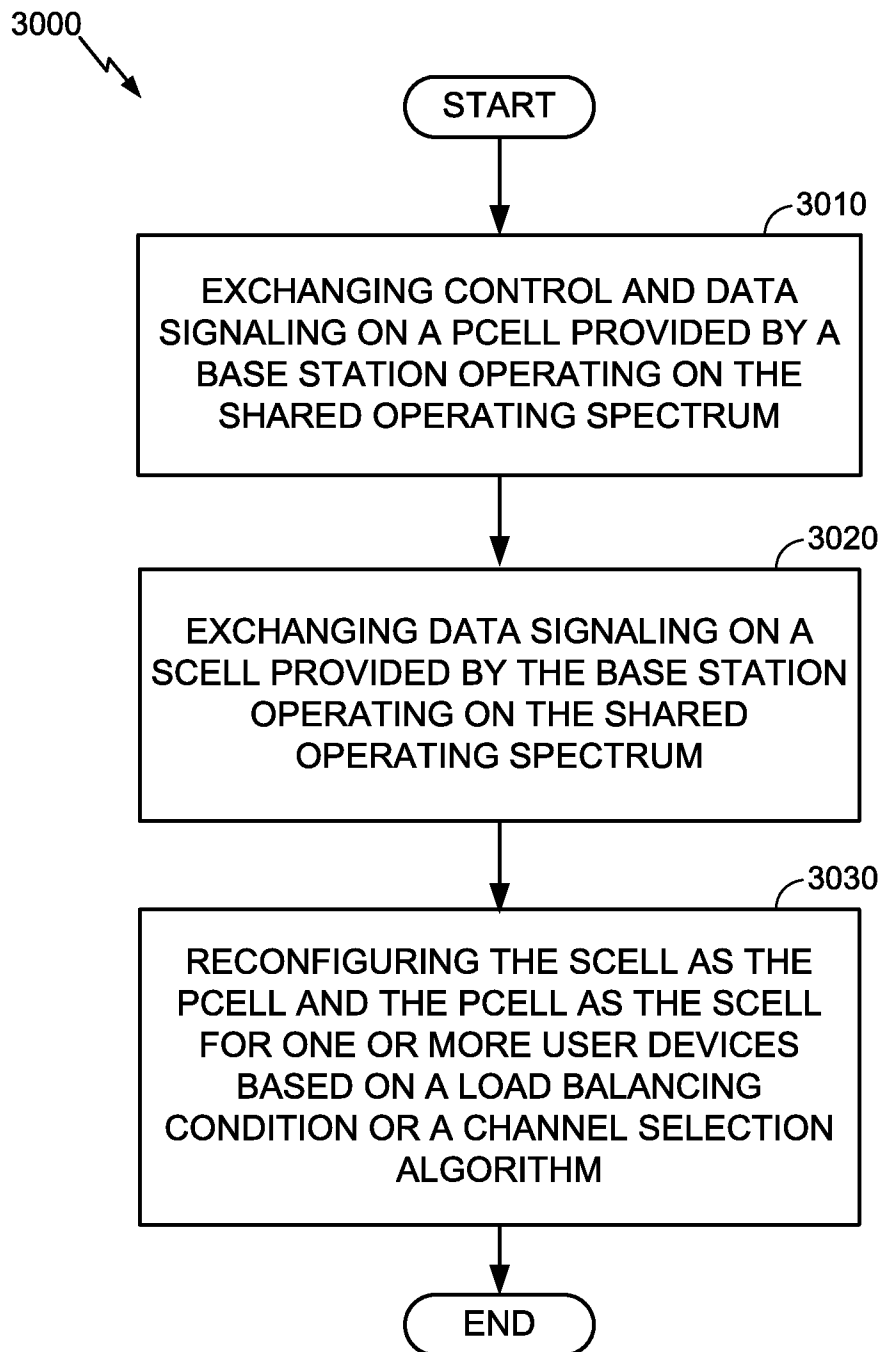 3000
START
3010
EXCHANGING CONTROL AND DATA
SIGNALING ON A PCELL PROVIDED BY A
BASE STATION OPERATING ON THE
SHARED OPERATING SPECTRUM
3020
EXCHANGING DATA SIGNALING ON A
SCELL PROVIDED BY THE BASE STATION
OPERATING ON THE SHARED
OPERATING SPECTRUM
3030
RECONFIGURING THE SCELL AS THE
PCELL AND THE PCELL AS THE SCELL
FOR ONE OR MORE USER DEVICES
BASED ON A LOAD BALANCING
CONDITION OR A CHANNEL SELECTION
ALGORITHM
END